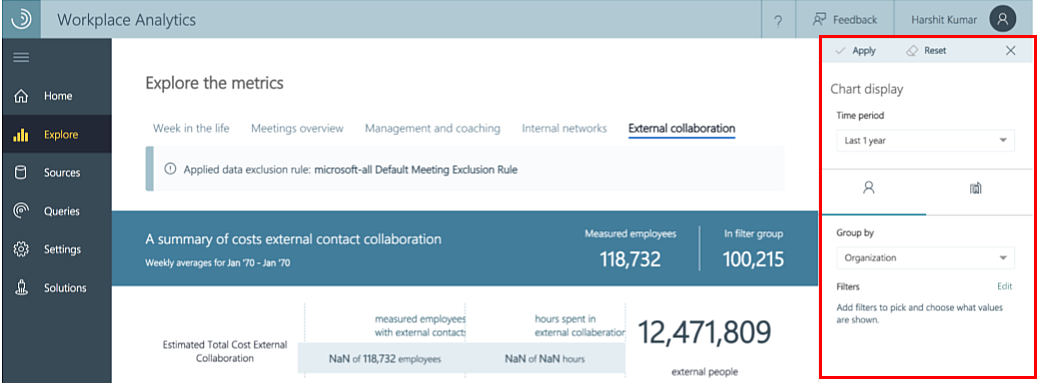 Workplace Analytics
?
Feedback
Harshit Kumar
Home
Explore
Sources
Queries
Settings
Solutions
Explore the metrics
Week in the life
Meetings overview
Management and coaching
Internal networks
External collaboration
Applied data exclusion rule: microsoft-all Default Meeting Exclusion Rule
A summary of costs external contact collaboration
Weekly averages for Jan '70 - Jan '70
Measured employees
118,732
In filter group
100,215
Estimated Total Cost External
Collaboration
measured employees
with external contacts
NaN of 118,732 employees
hours spent in
external collaboration
NaN of NaN hours
12,471,809
external people
Apply
Reset
Chart display
Time period
Last 1 year
Group by
Organization
Filters
Edit
Add filters to pick and choose what values
are shown.